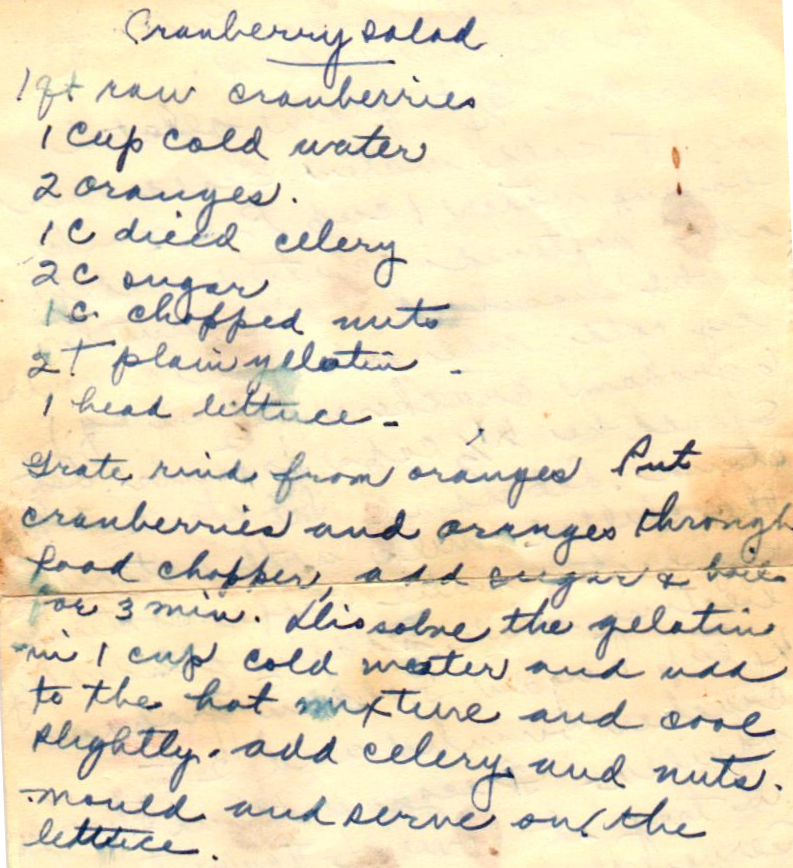 Cranberry salad
1 qt raw cranberries
1 cup cold water
2 oranges.
1 C diced celery
2 C sugar
1 C. chopped nuts
2 T plain gelatin -
1 head lettuce -
Grate rind from oranges Put
cranberries and oranges through
food chopper, add sugar & boil
for 3 min. Dissolve the gelatin
in 1 cup cold water and add
to the hot mixture and cool
slightly. add celery and nuts.
mould and serve on the
lettuce.